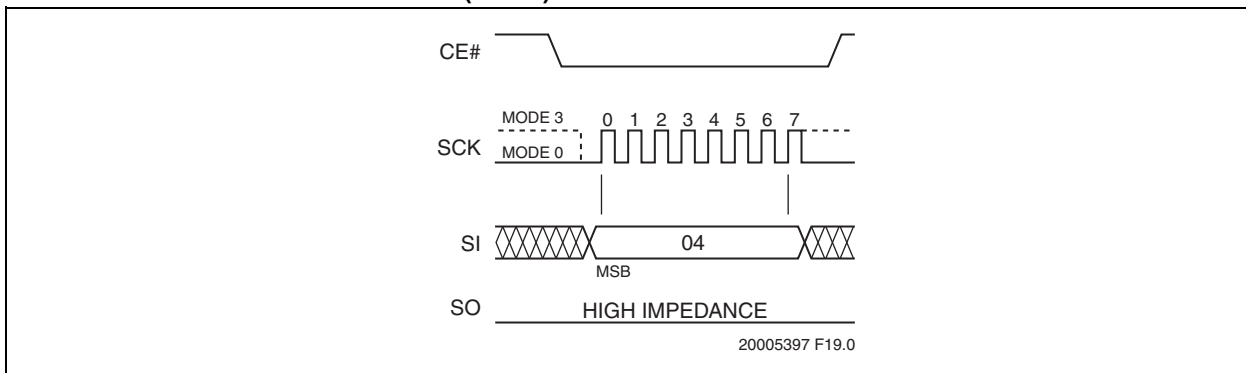 CE#
MODE 3 0 1 2 3 4 5 6 7
SCK MODE 0
SI 04
MSB
SO HIGH IMPEDANCE
20005397 F19.0